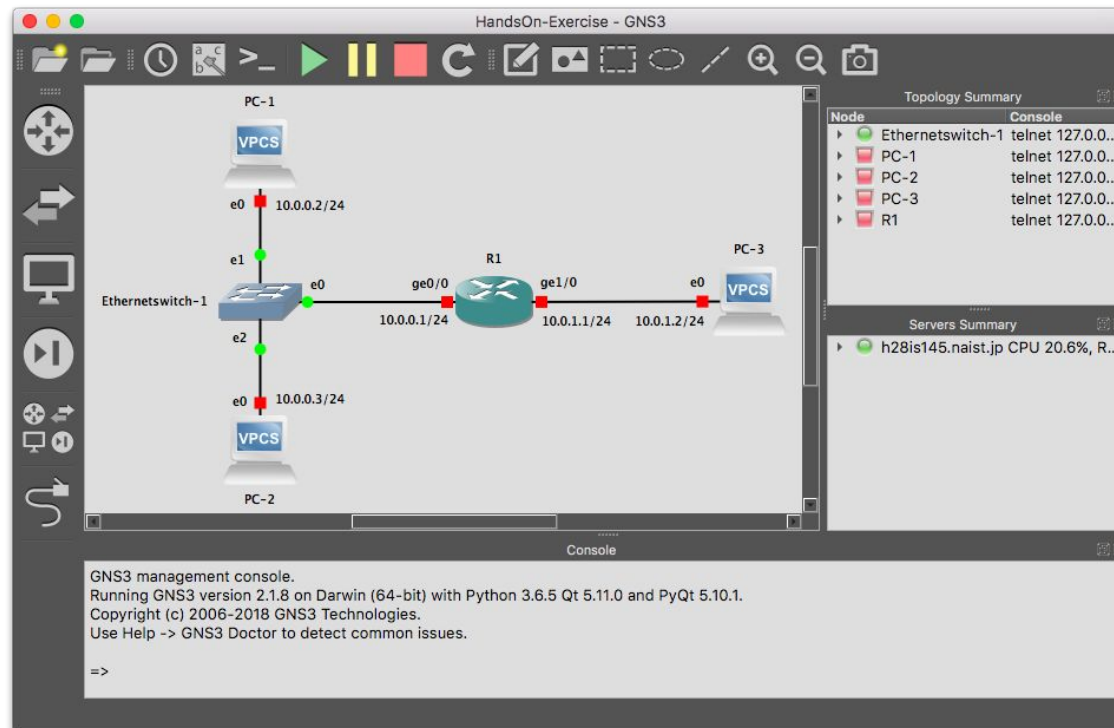 HandsOn-Exercise - GNS3
PC-1
VPCS
e0 10.0.0.2/24
e1
Ethernetswitch-1
e0
e2
e0 10.0.0.3/24
VPCS
PC-2
R1
ge0/0
ge1/0
10.0.0.1/24
10.0.1.1/24
PC-3
e0
VPCS
10.0.1.2/24
Topology Summary
Node Console
Ethernetswitch-1 telnet 127.0.0..
PC-1 telnet 127.0.0..
PC-2 telnet 127.0.0..
PC-3 telnet 127.0.0..
R1 telnet 127.0.0..
Servers Summary
h28is145.naist.jp CPU 20.6%, R..
Console
GNS3 management console.
Running GNS3 version 2.1.8 on Darwin (64-bit) with Python 3.6.5 Qt 5.11.0 and PyQt 5.10.1.
Copyright (c) 2006-2018 GNS3 Technologies.
Use Help -> GNS3 Doctor to detect common issues.
=>